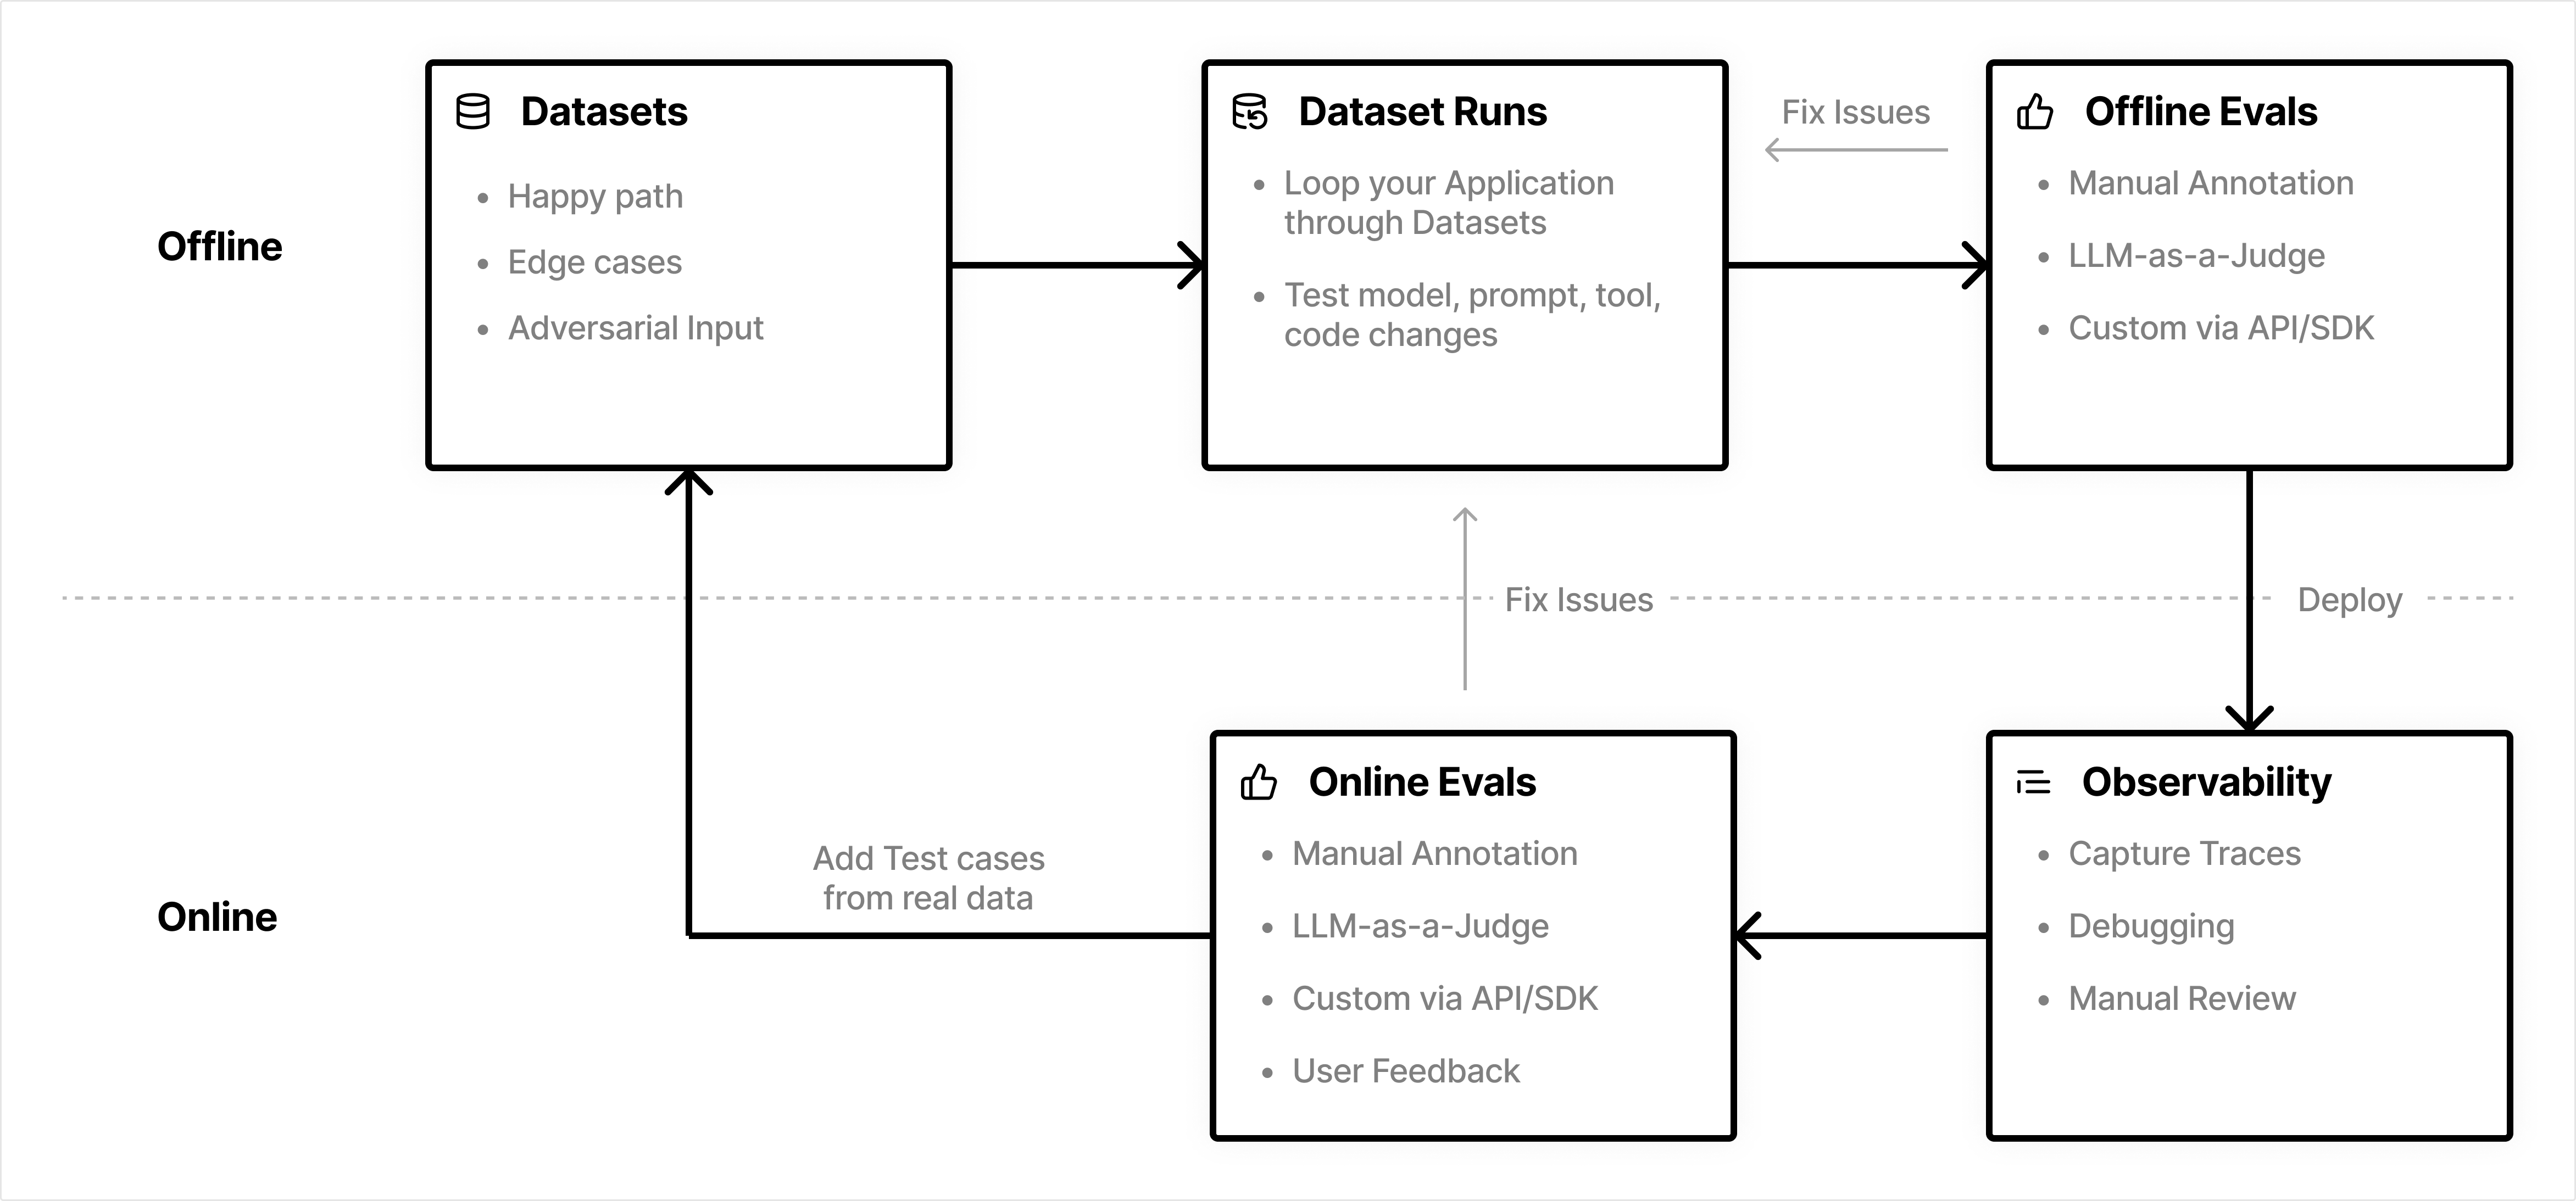 Offline
Datasets
Happy path
Edge cases
Adversarial Input
Dataset Runs
Loop your Application
through Datasets
Test model, prompt, tool,
code changes
Fix Issues
Offline Evals
Manual Annotation
LLM-as-a-Judge
Custom via API/SDK
Fix Issues
Deploy
Online
Add Test cases
from real data
Online Evals
Manual Annotation
LLM-as-a-Judge
Custom via API/SDK
User Feedback
Observability
Capture Traces
Debugging
Manual Review